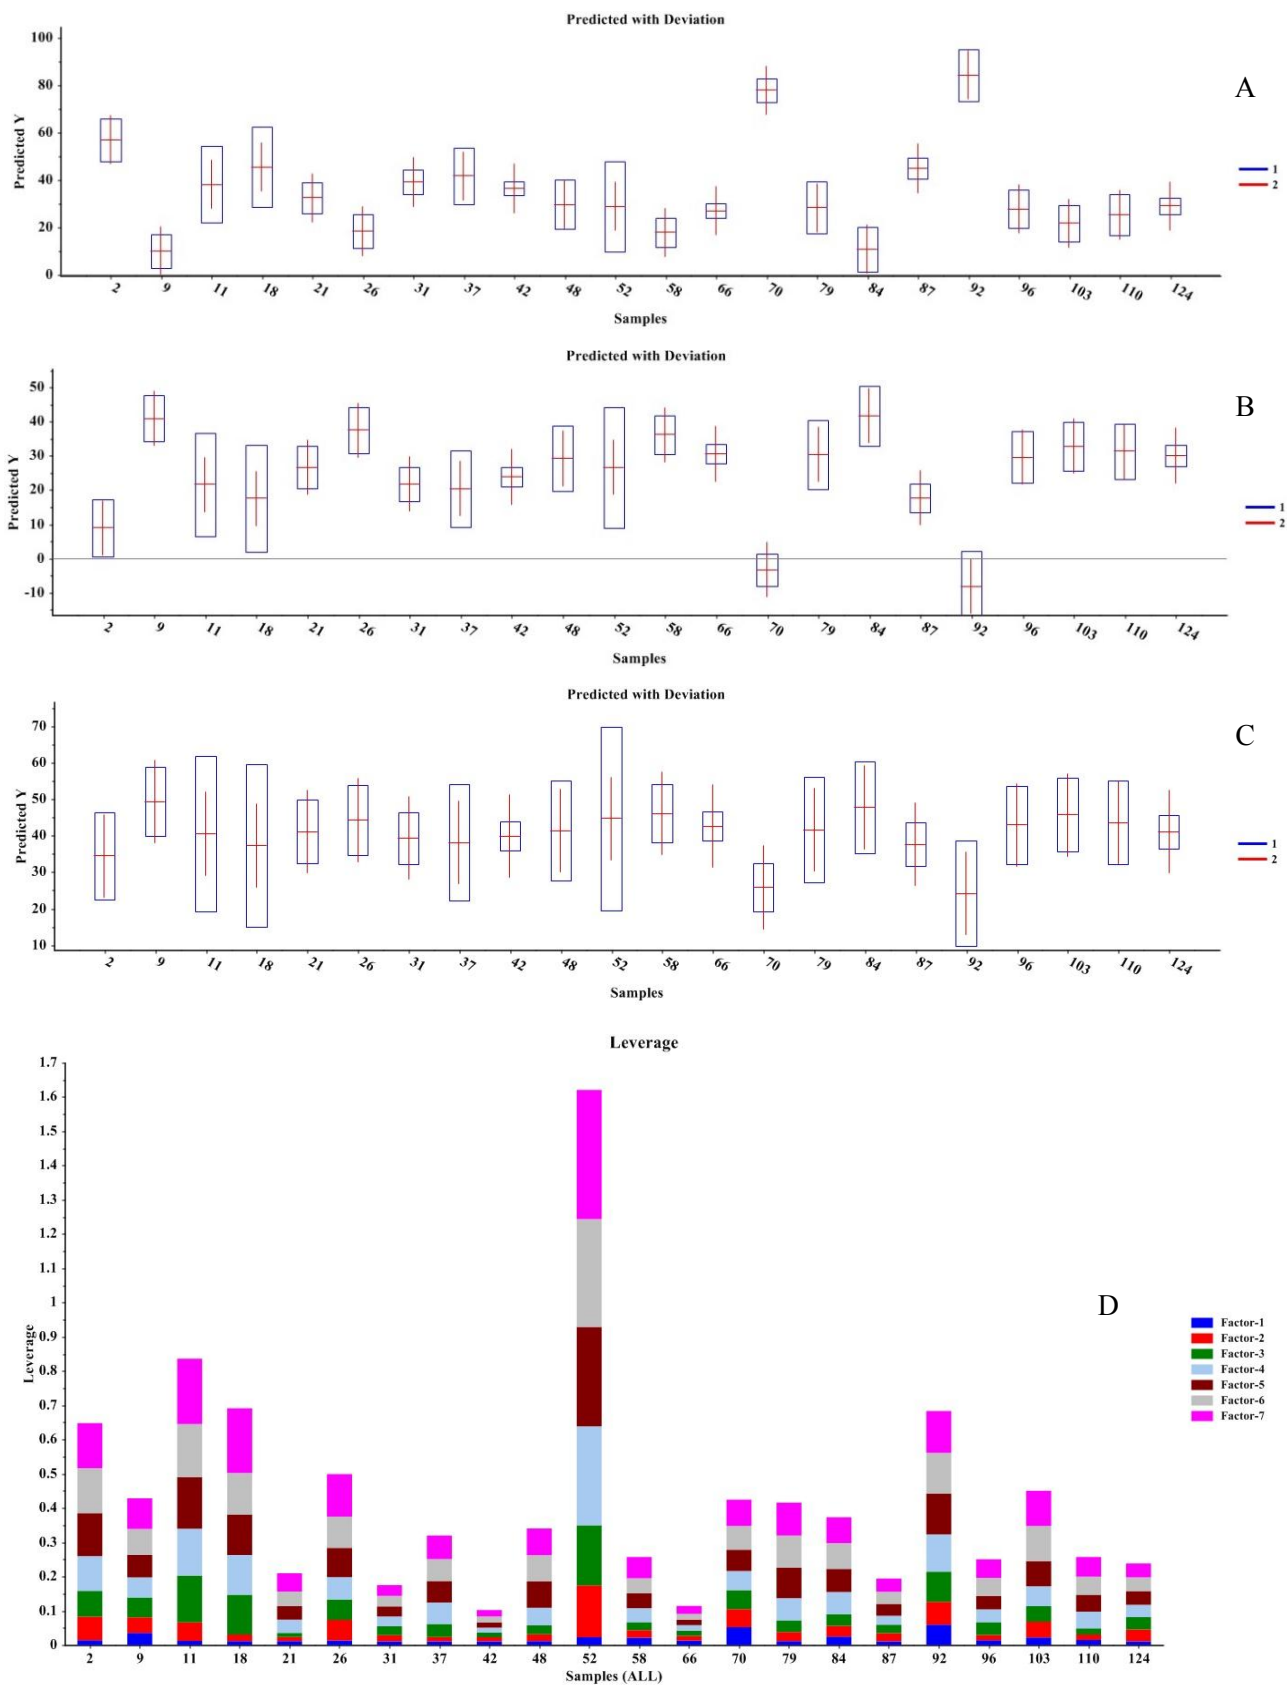 Predicted with Deviation
A
100
80
60
40
20
0
Predicted Y
1
2
2 9 11 18 21 26 31 37 42 48 52 58 66 70 79 84 87 92 96 103 110 124
Samples
Predicted with Deviation
B
50
40
30
20
10
0
-10
Predicted Y
1
2
2 9 11 18 21 26 31 37 42 48 52 58 66 70 79 84 87 92 96 103 110 124
Samples
Predicted with Deviation
C
70
60
50
40
30
20
10
Predicted Y
1
2
2 9 11 18 21 26 31 37 42 48 52 58 66 70 79 84 87 92 96 103 110 124
Samples
Leverage
1.7
1.6
1.5
1.4
1.3
1.2
1.1
1
0.9
0.8
0.7
0.6
0.5
0.4
0.3
0.2
0.1
0
Leverage
D
Factor-1
Factor-2
Factor-3
Factor-4
Factor-5
Factor-6
Factor-7
2 9 11 18 21 26 31 37 42 48 52 58 66 70 79 84 87 92 96 103 110 124
Samples (ALL)